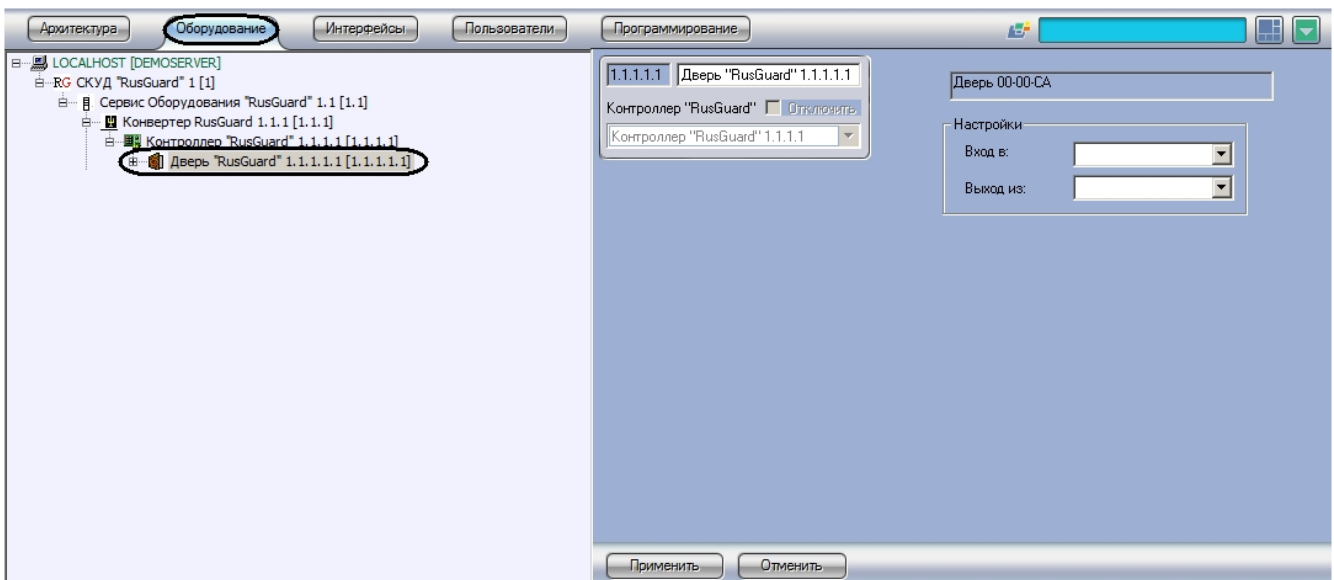 Архитектура Оборудование Интерфейсы Пользователи Программирование
LOCALHOST [DEMOSERVER]
RG СКУД "RusGuard" 1 [1]
Сервис Оборудования "RusGuard" 1.1 [1.1]
Конвертер RusGuard 1.1.1 [1.1.1]
Контроллер "RusGuard" 1.1.1.1 [1.1.1.1]
Дверь "RusGuard" 1.1.1.1.1 [1.1.1.1.1]
1.1.1.1.1 Дверь "RusGuard" 1.1.1.1.1
Контроллер "RusGuard" Отключить
Контроллер "RusGuard" 1.1.1.1
Дверь 00-00-CA
Настройки
Вход в:
Выход из:
Применить Отменить